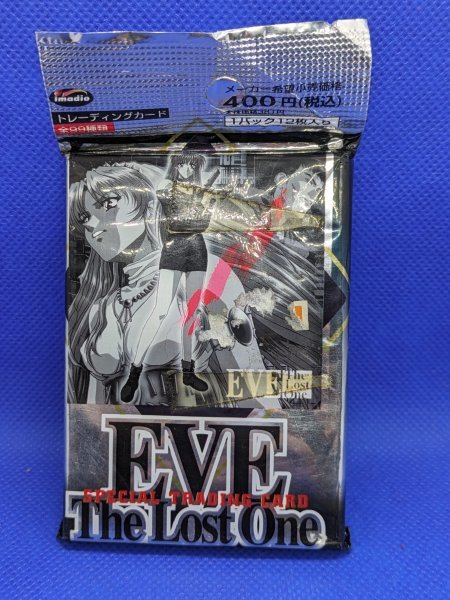 imadio
トレーディングカード
全99種類
メーカー希望小売価格
400円(税込)
1パック12枚入り
EVE The
Lost
One
EVE
SPECIAL TRADING CARD
The Lost One